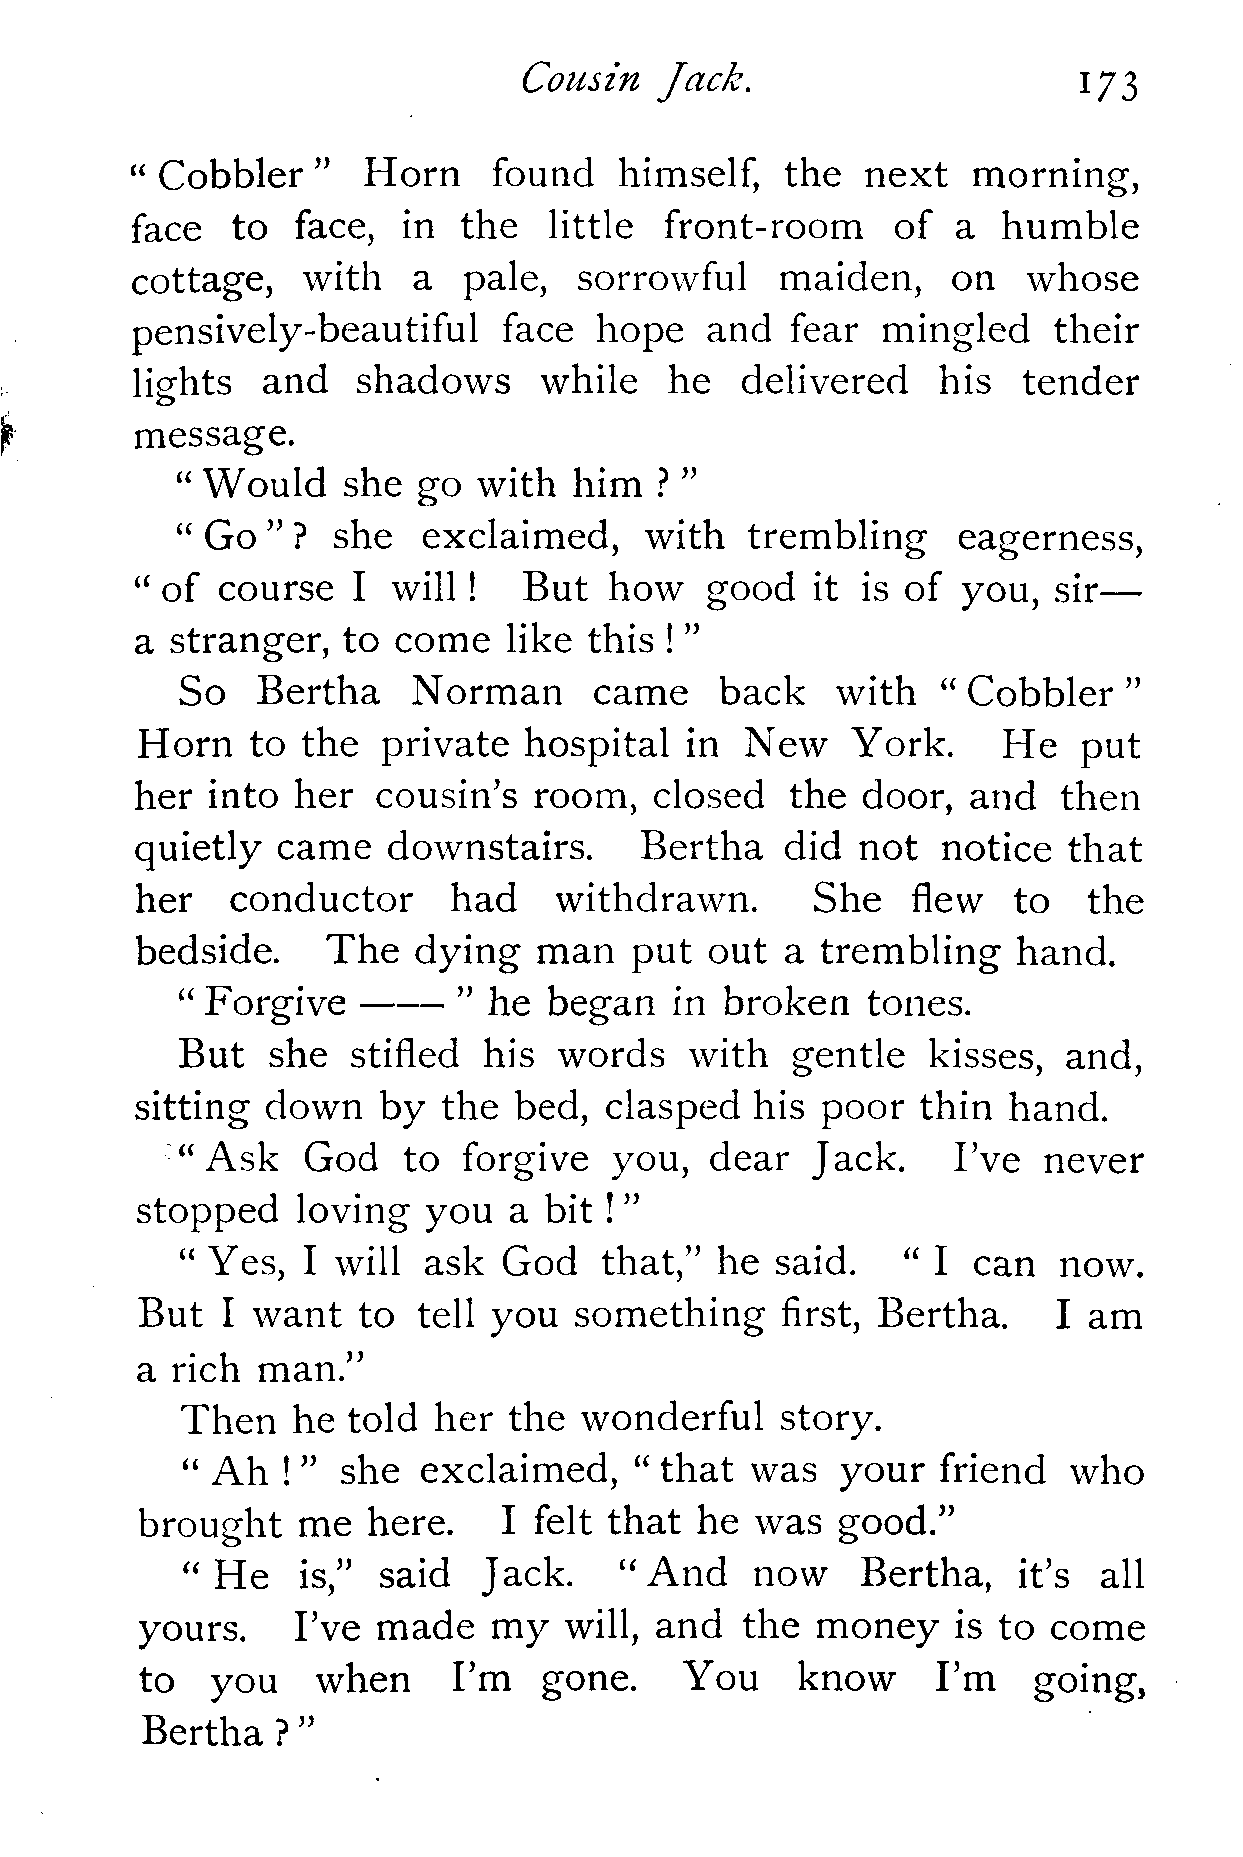 Cousin Jack. 173
" Cobbler " Horn found himself, the next morning,
face to face, in the little front-room of a humble
cottage, with a pale, sorrowful maiden, on whose
pensively-beautiful face hope and fear mingled their
lights and shadows while he delivered his tender
message.
" Would she go with him ? "
" Go " ? she exclaimed, with trembling eagerness,
" of course I will ! But how good it is of you, sir—
a stranger, to come like this ! "
So Bertha Norman came back with " Cobbler "
Horn to the private hospital in New York. He put
her into her cousin's room, closed the door, and then
quietly came downstairs. Bertha did not notice that
her conductor had withdrawn. She flew to the
bedside. The dying man put out a trembling hand.
" Forgive —— " he began in broken tones.
But she stifled his words with gentle kisses, and,
sitting down by the bed, clasped his poor thin hand.
" Ask God to forgive you, dear Jack. I've never
stopped loving you a bit ! "
" Yes, I will ask God that," he said. " I can now.
But I want to tell you something first, Bertha. I am
a rich man."
Then he told her the wonderful story.
" Ah ! " she exclaimed, " that was your friend who
brought me here. I felt that he was good."
" He is," said Jack. " And now Bertha, it's all
yours. I've made my will, and the money is to come
to you when I'm gone. You know I'm going,
Bertha ? "